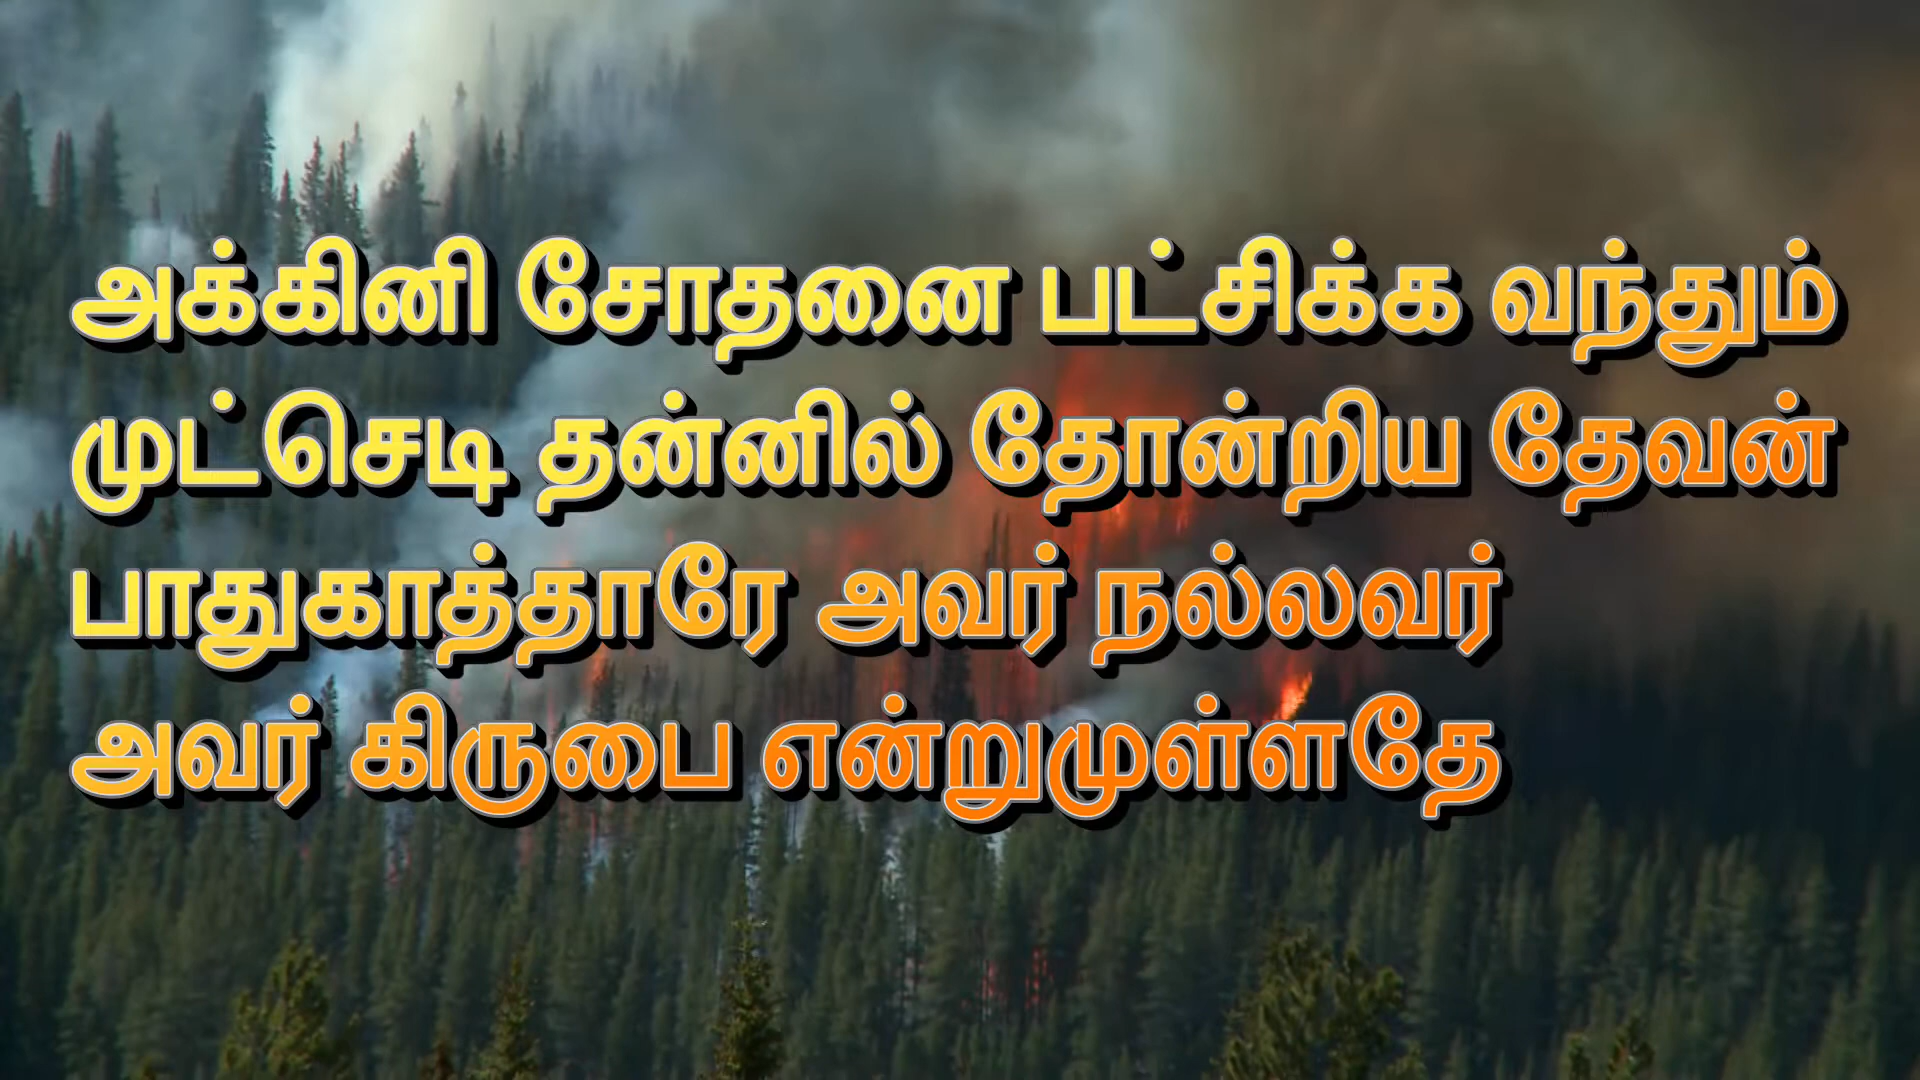 அக்கினி சோதனை பட்சிக்க வந்தும்
முட்செடி தன்னில் தோன்றிய தேவன்
பாதுகாத்தாரே அவர் நல்லவர்
அவர் கிருபை என்றுமுள்ளதே